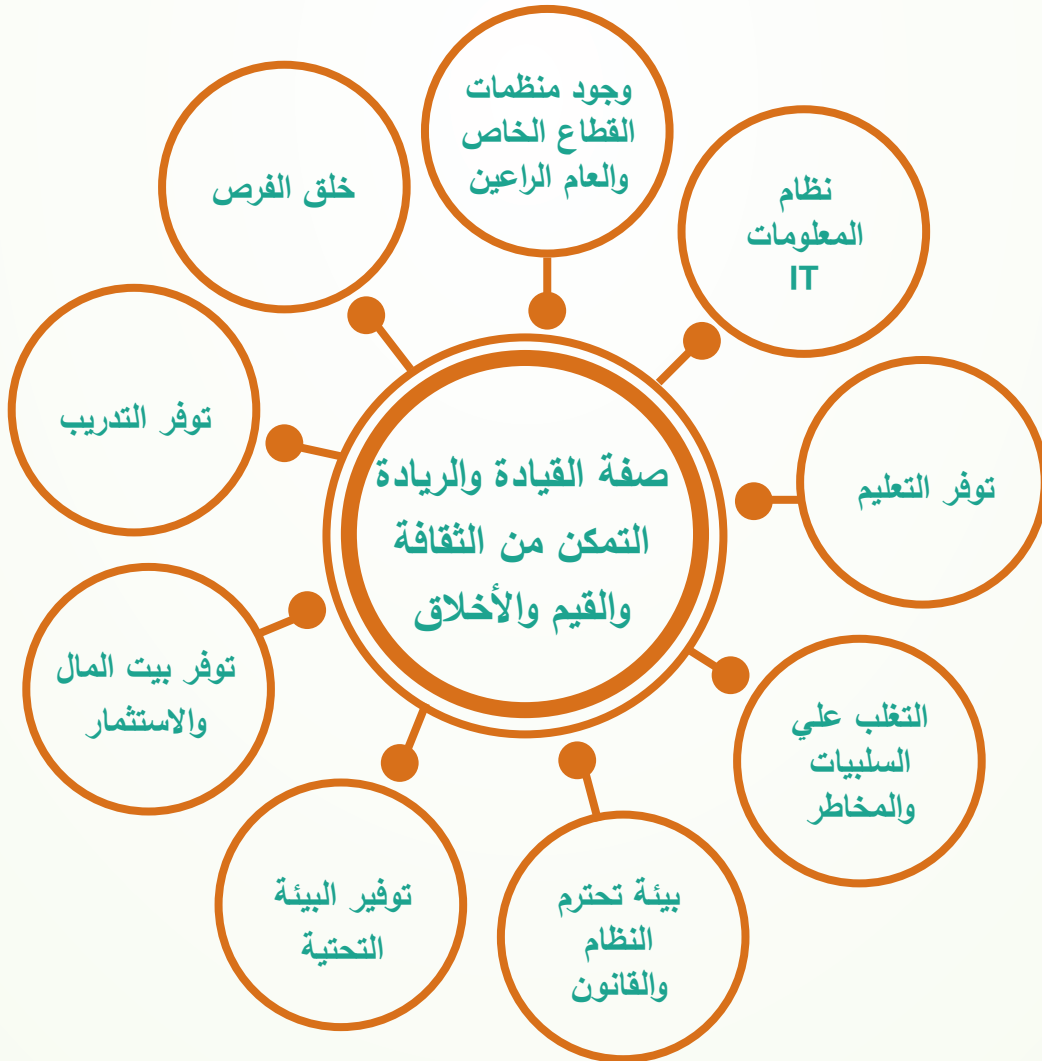 وجود منظمات
القطاع الخاص
والعام الراعين
نظام
المعلومات
IT
توفر التعليم
التغلب علي
السلبيات
والمخاطر
بيئة تحترم
النظام
والقانون
توفير البيئة
التحتية
توفر بيت المال
والاستثمار
توفر التدريب
خلق الفرص
صفة القيادة والريادة
التمكن من الثقافة
والقيم والأخلاق